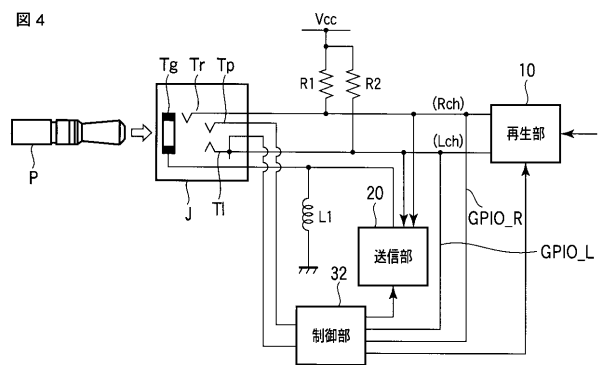 図4
Vcc
Tg
Tr
Tp
R1
R2
10
(Rch)
再生部
(Lch)
P
J
Tl
L1
20
GPIO_R
送信部
GPIO_L
32
制御部